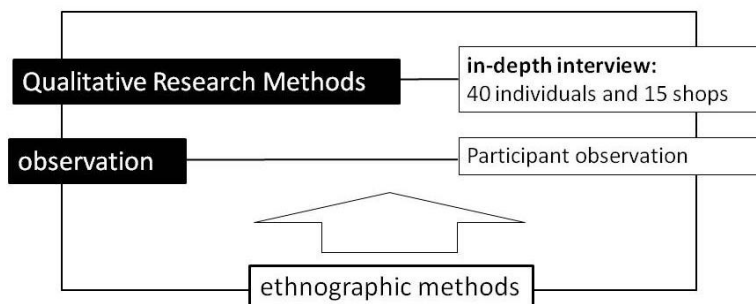 Qualitative Research Methods
in-depth interview:
40 individuals and 15 shops
observation
Participant observation
ethnographic methods